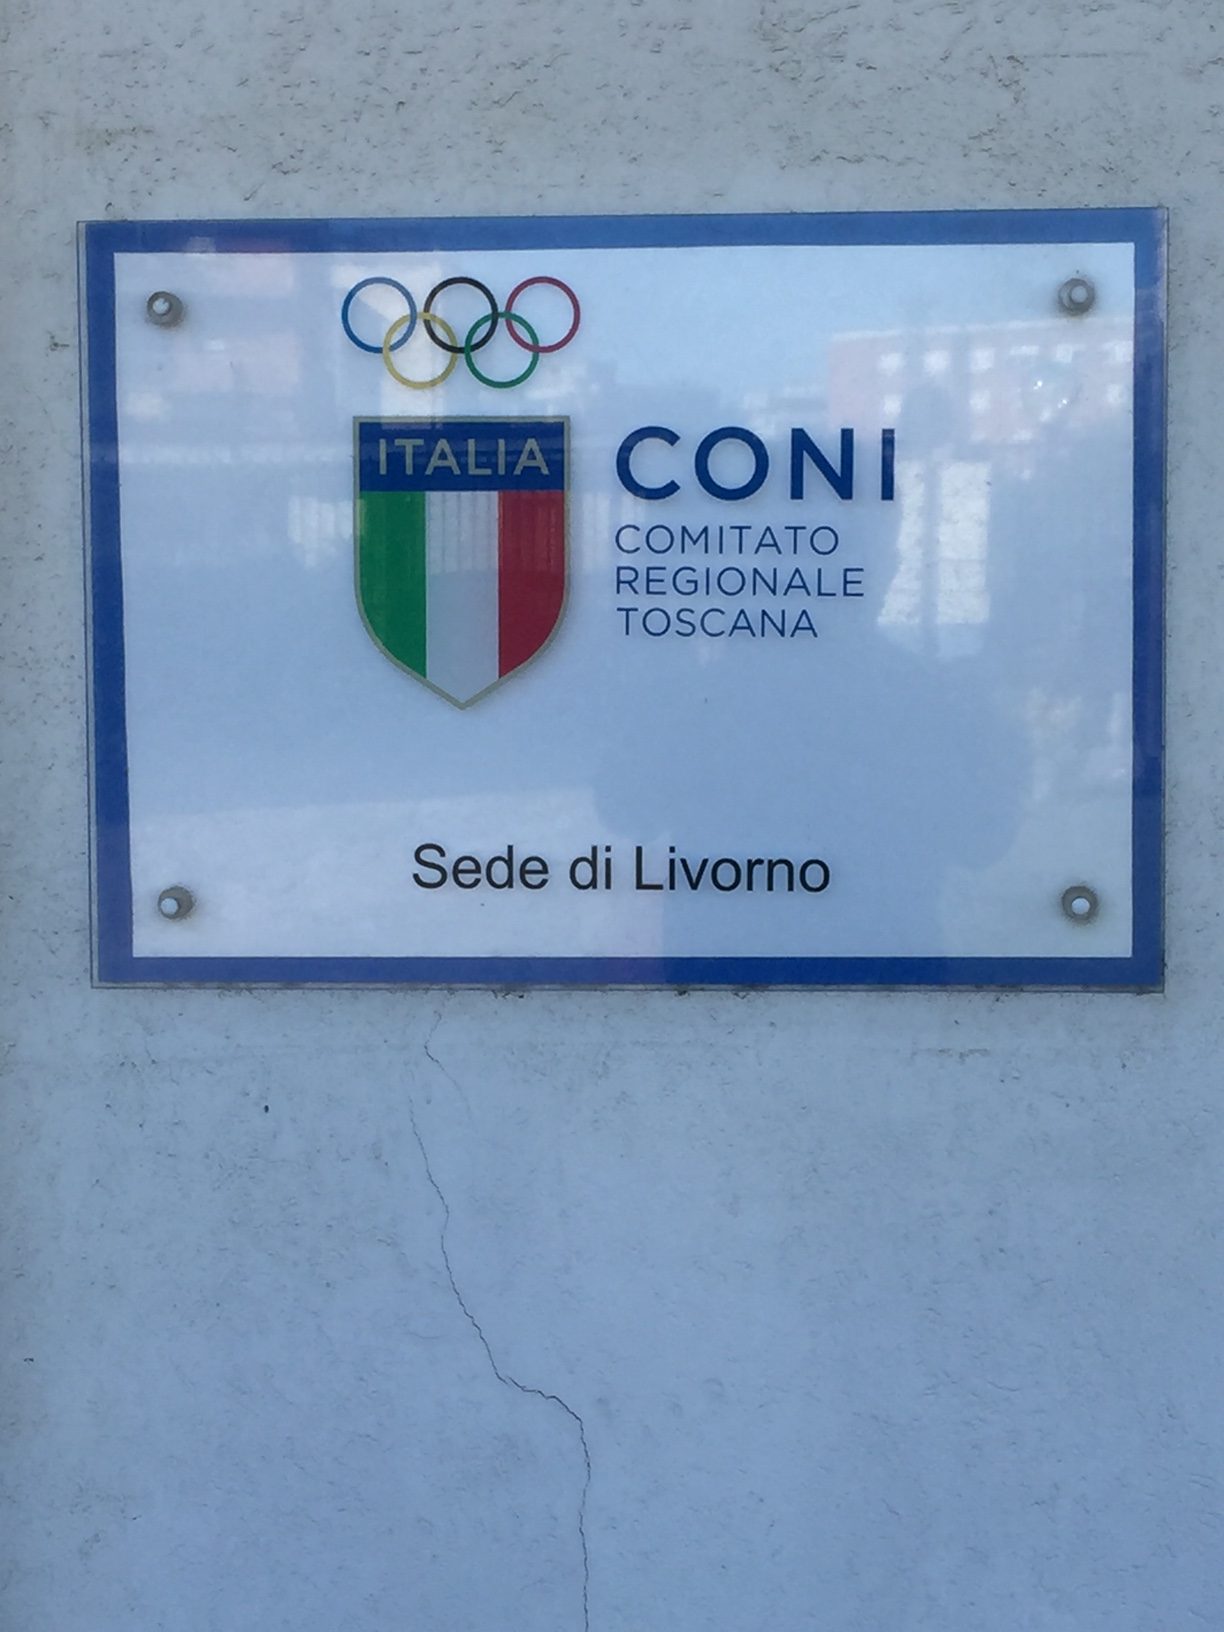 ITALIA
CONI
COMITATO
REGIONALE
TOSCANA
Sede di Livorno